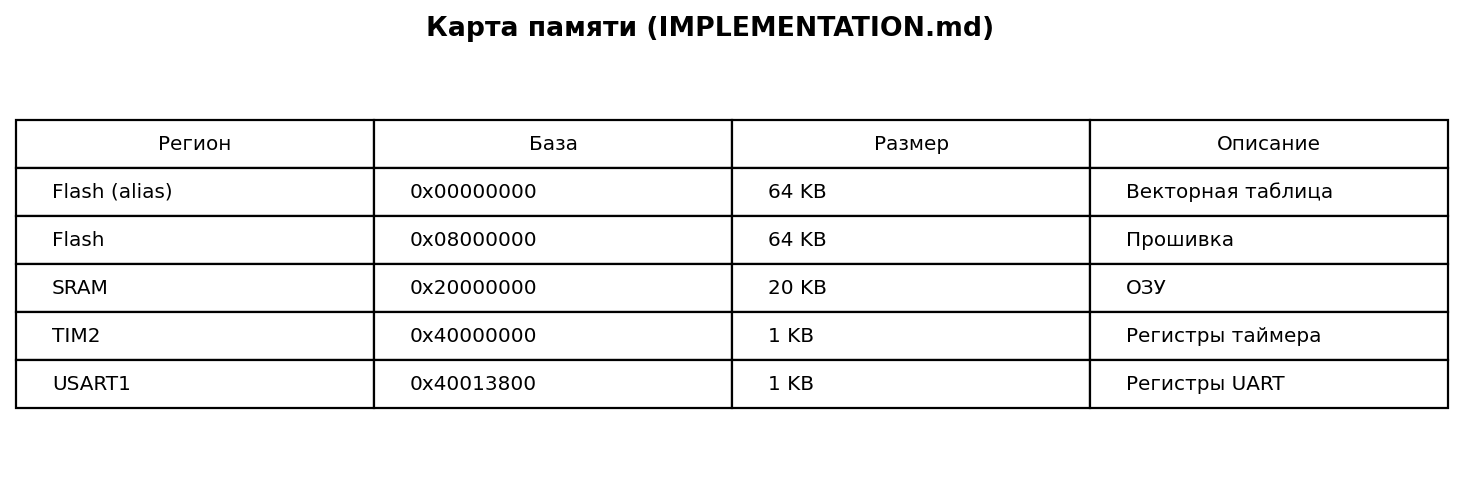 Карта памяти (IMPLEMENTATION.md)
Регион База Размер Описание
Flash (alias) 0x00000000 64 KB Векторная таблица
Flash 0x08000000 64 KB Прошивка
SRAM 0x20000000 20 KB ОЗУ
TIM2 0x40000000 1 KB Регистры таймера
USART1 0x40013800 1 KB Регистры UART